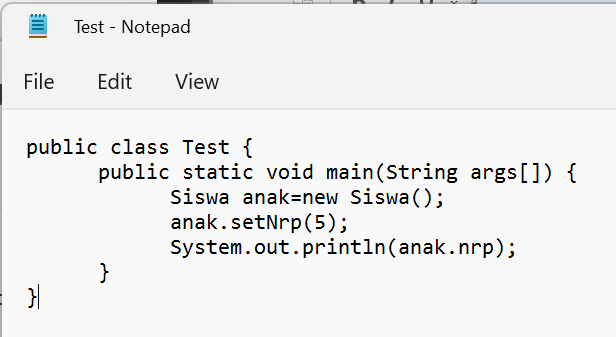 Test - Notepad
File Edit View
public class Test {
public static void main(String args[]) {
Siswa anak=new Siswa();
anak.setNrp(5);
System.out.println(anak.nrp);
}
}